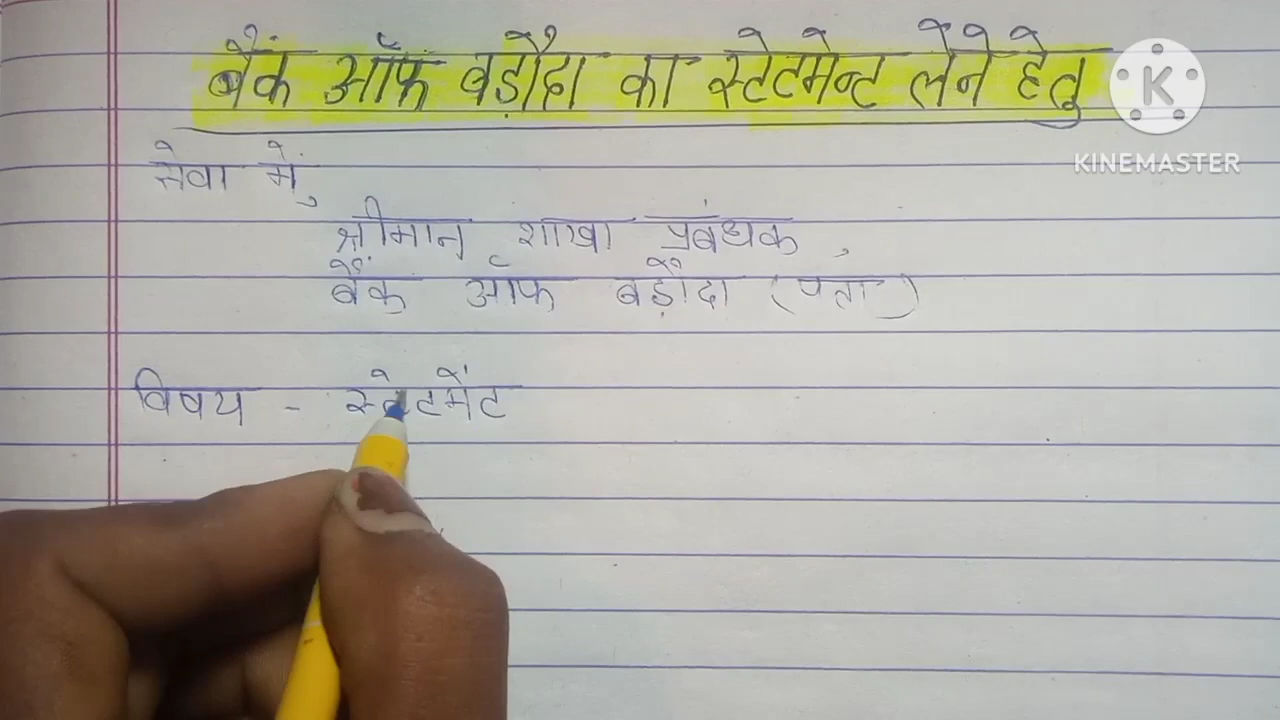 बैंक ऑफ बड़ौदा का स्टेटमेन्ट लेने हेतु
K
KINEMASTER
सेवा में,
श्रीमान् शाखा प्रबंधक,
बैंक ऑफ बड़ौदा (पता)
विषय - स्टेटमेंट